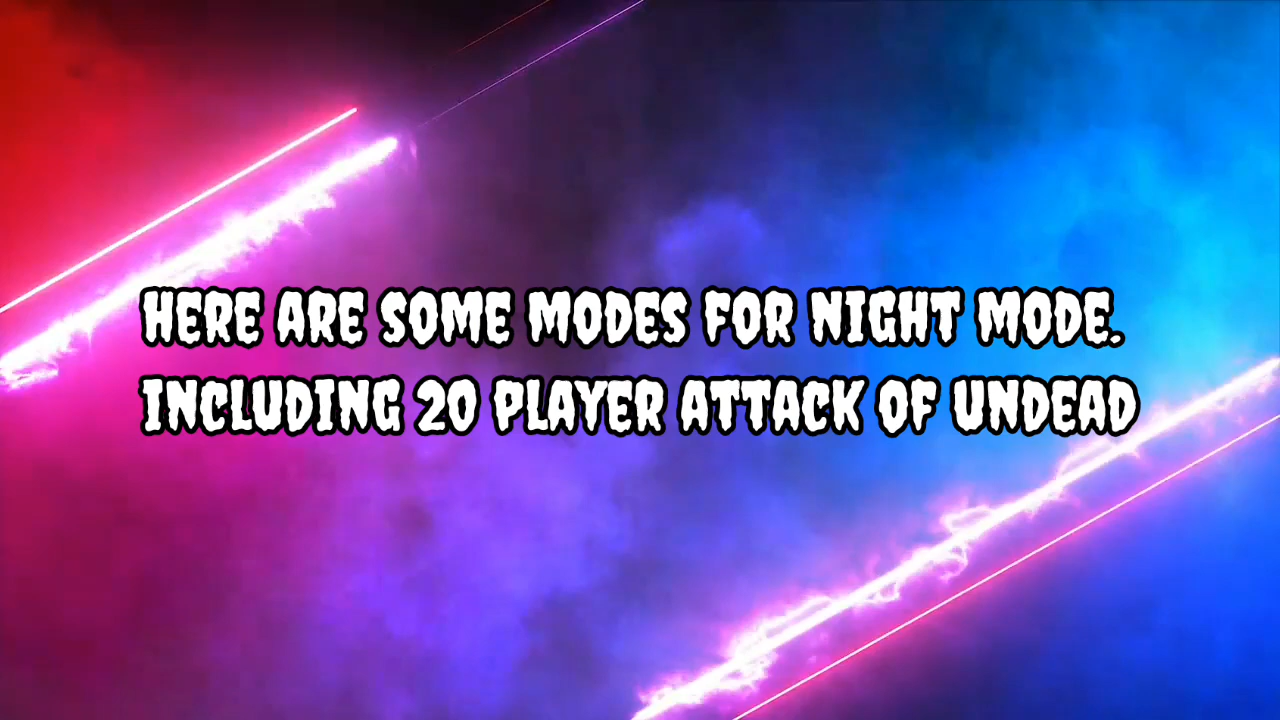 HERE ARE SOME MODES FOR NIGHT MODE.
INCLUDING 20 PLAYER ATTACK OF UNDEAD